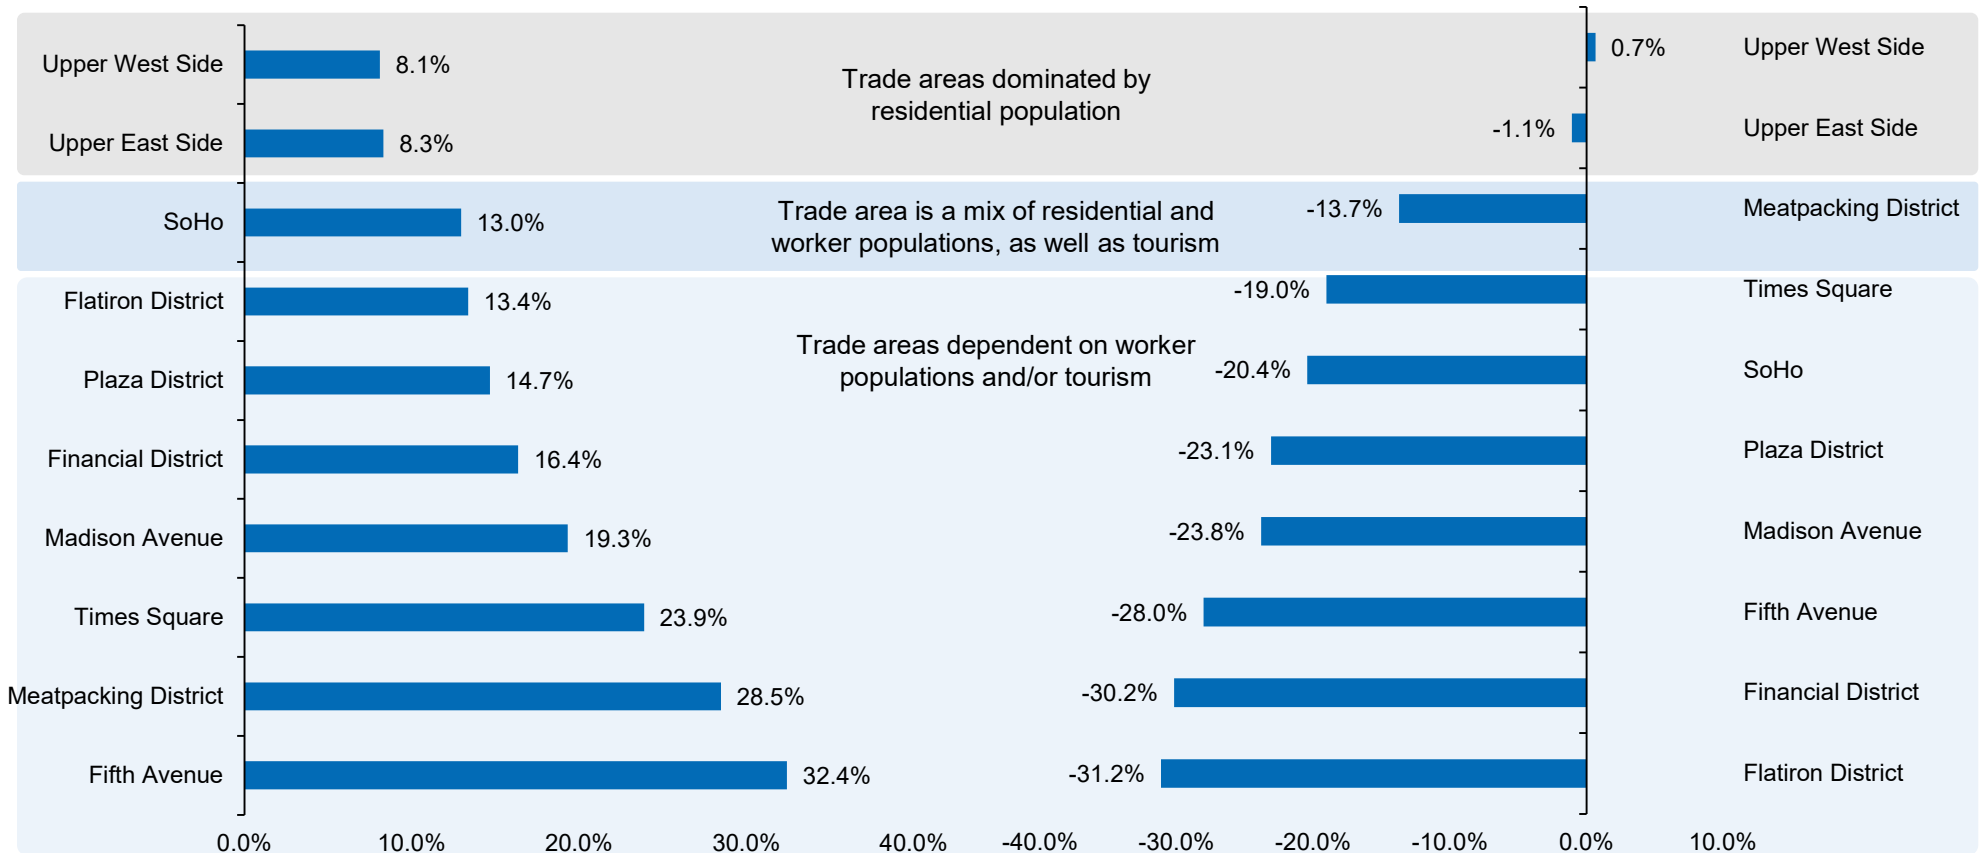 Upper West Side 8.1%
Upper East Side 8.3%
SoHo 13.0%
Flatiron District 13.4%
Plaza District 14.7%
Financial District 16.4%
Madison Avenue 19.3%
Times Square 23.9%
Meatpacking District 28.5%
Fifth Avenue 32.4%
0.0% 10.0% 20.0% 30.0% 40.0%
Trade areas dominated by
residential population
Trade area is a mix of residential and
worker populations, as well as tourism
Trade areas dependent on worker
populations and/or tourism
0.7% Upper West Side
-1.1% Upper East Side
-13.7% Meatpacking District
-19.0% Times Square
-20.4% SoHo
-23.1% Plaza District
-23.8% Madison Avenue
-28.0% Fifth Avenue
-30.2% Financial District
-31.2% Flatiron District
-40.0% -30.0% -20.0% -10.0% 0.0% 10.0%